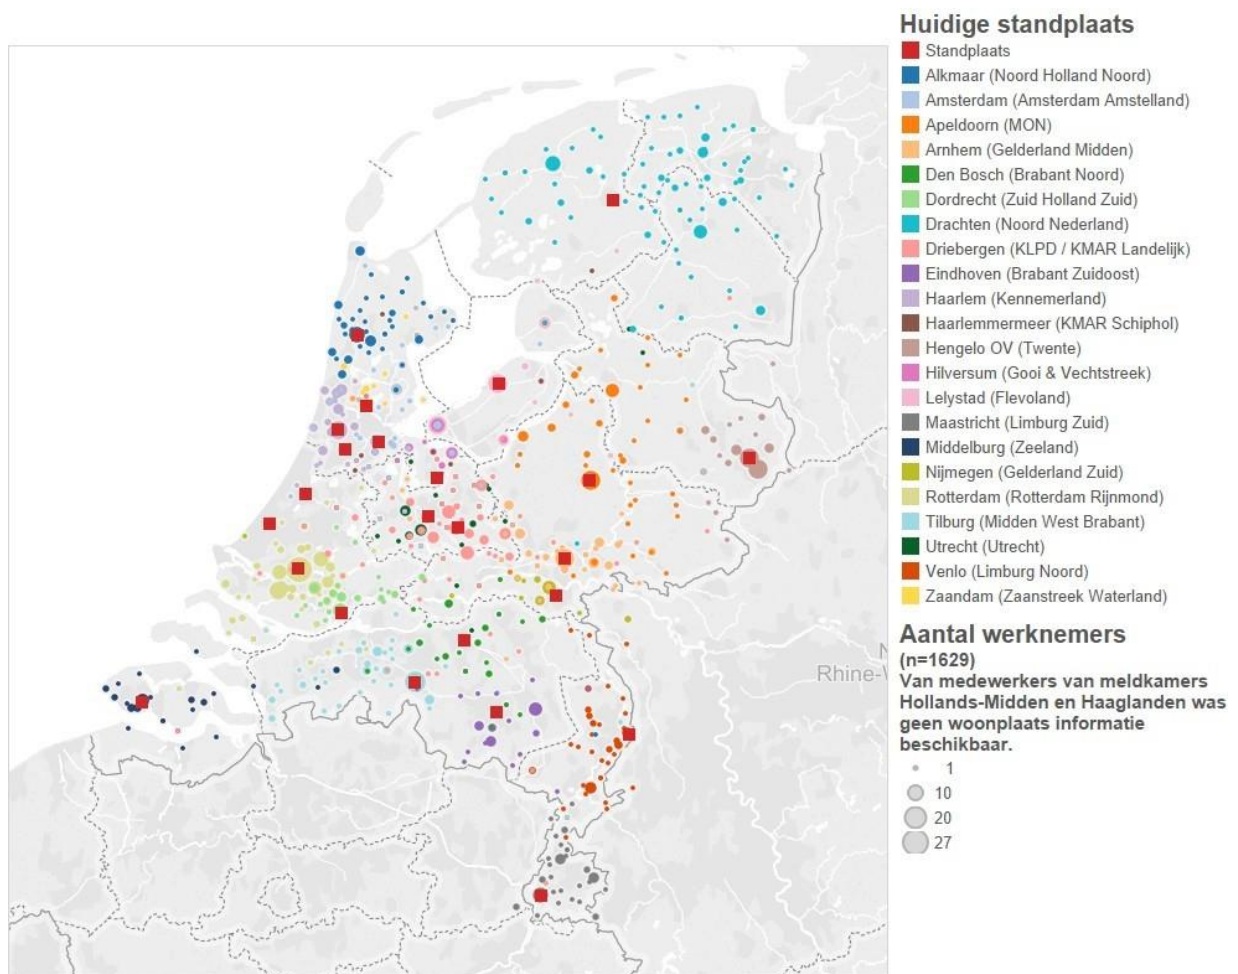 Huidige standplaats
Standplaats
Alkmaar (Noord Holland Noord)
Amsterdam (Amsterdam Amstelland)
Apeldoorn (MON)
Arnhem (Gelderland Midden)
Den Bosch (Brabant Noord)
Dordrecht (Zuid Holland Zuid)
Drachten (Noord Nederland)
Driebergen (KLPD / KMAR Landelijk)
Eindhoven (Brabant Zuidoost)
Haarlem (Kennemerland)
Haarlemmermeer (KMAR Schiphol)
Hengelo OV (Twente)
Hilversum (Gooi & Vechtstreek)
Lelystad (Flevoland)
Maastricht (Limburg Zuid)
Middelburg (Zeeland)
Nijmegen (Gelderland Zuid)
Rotterdam (Rotterdam Rijnmond)
Tilburg (Midden West Brabant)
Utrecht (Utrecht)
Venlo (Limburg Noord)
Zaandam (Zaanstreek Waterland)
Aantal werknemers
(n=1629)
Van medewerkers van meldkamers
Hollands-Midden en Haaglanden was
geen woonplaats informatie
beschikbaar.
1
10
20
27
N
Rhine-W